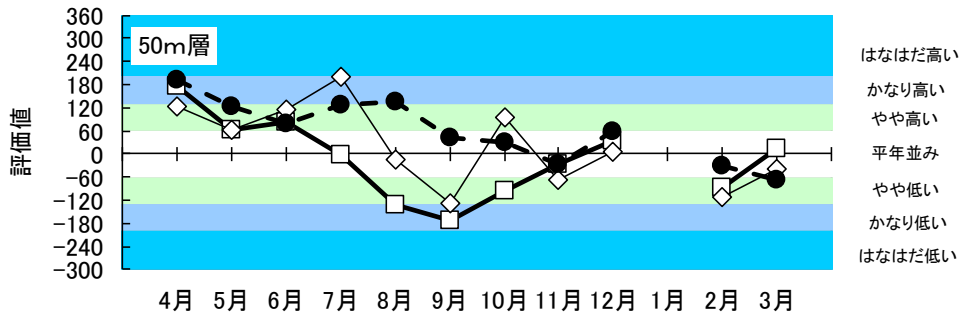 360
300
240
180
120
60
0
-60
-120
-180
-240
-300
評価値
50m層
はなはだ高い
かなり高い
やや高い
平年並み
やや低い
かなり低い
はなはだ低い
4月 5月 6月 7月 8月 9月 10月 11月 12月 1月 2月 3月